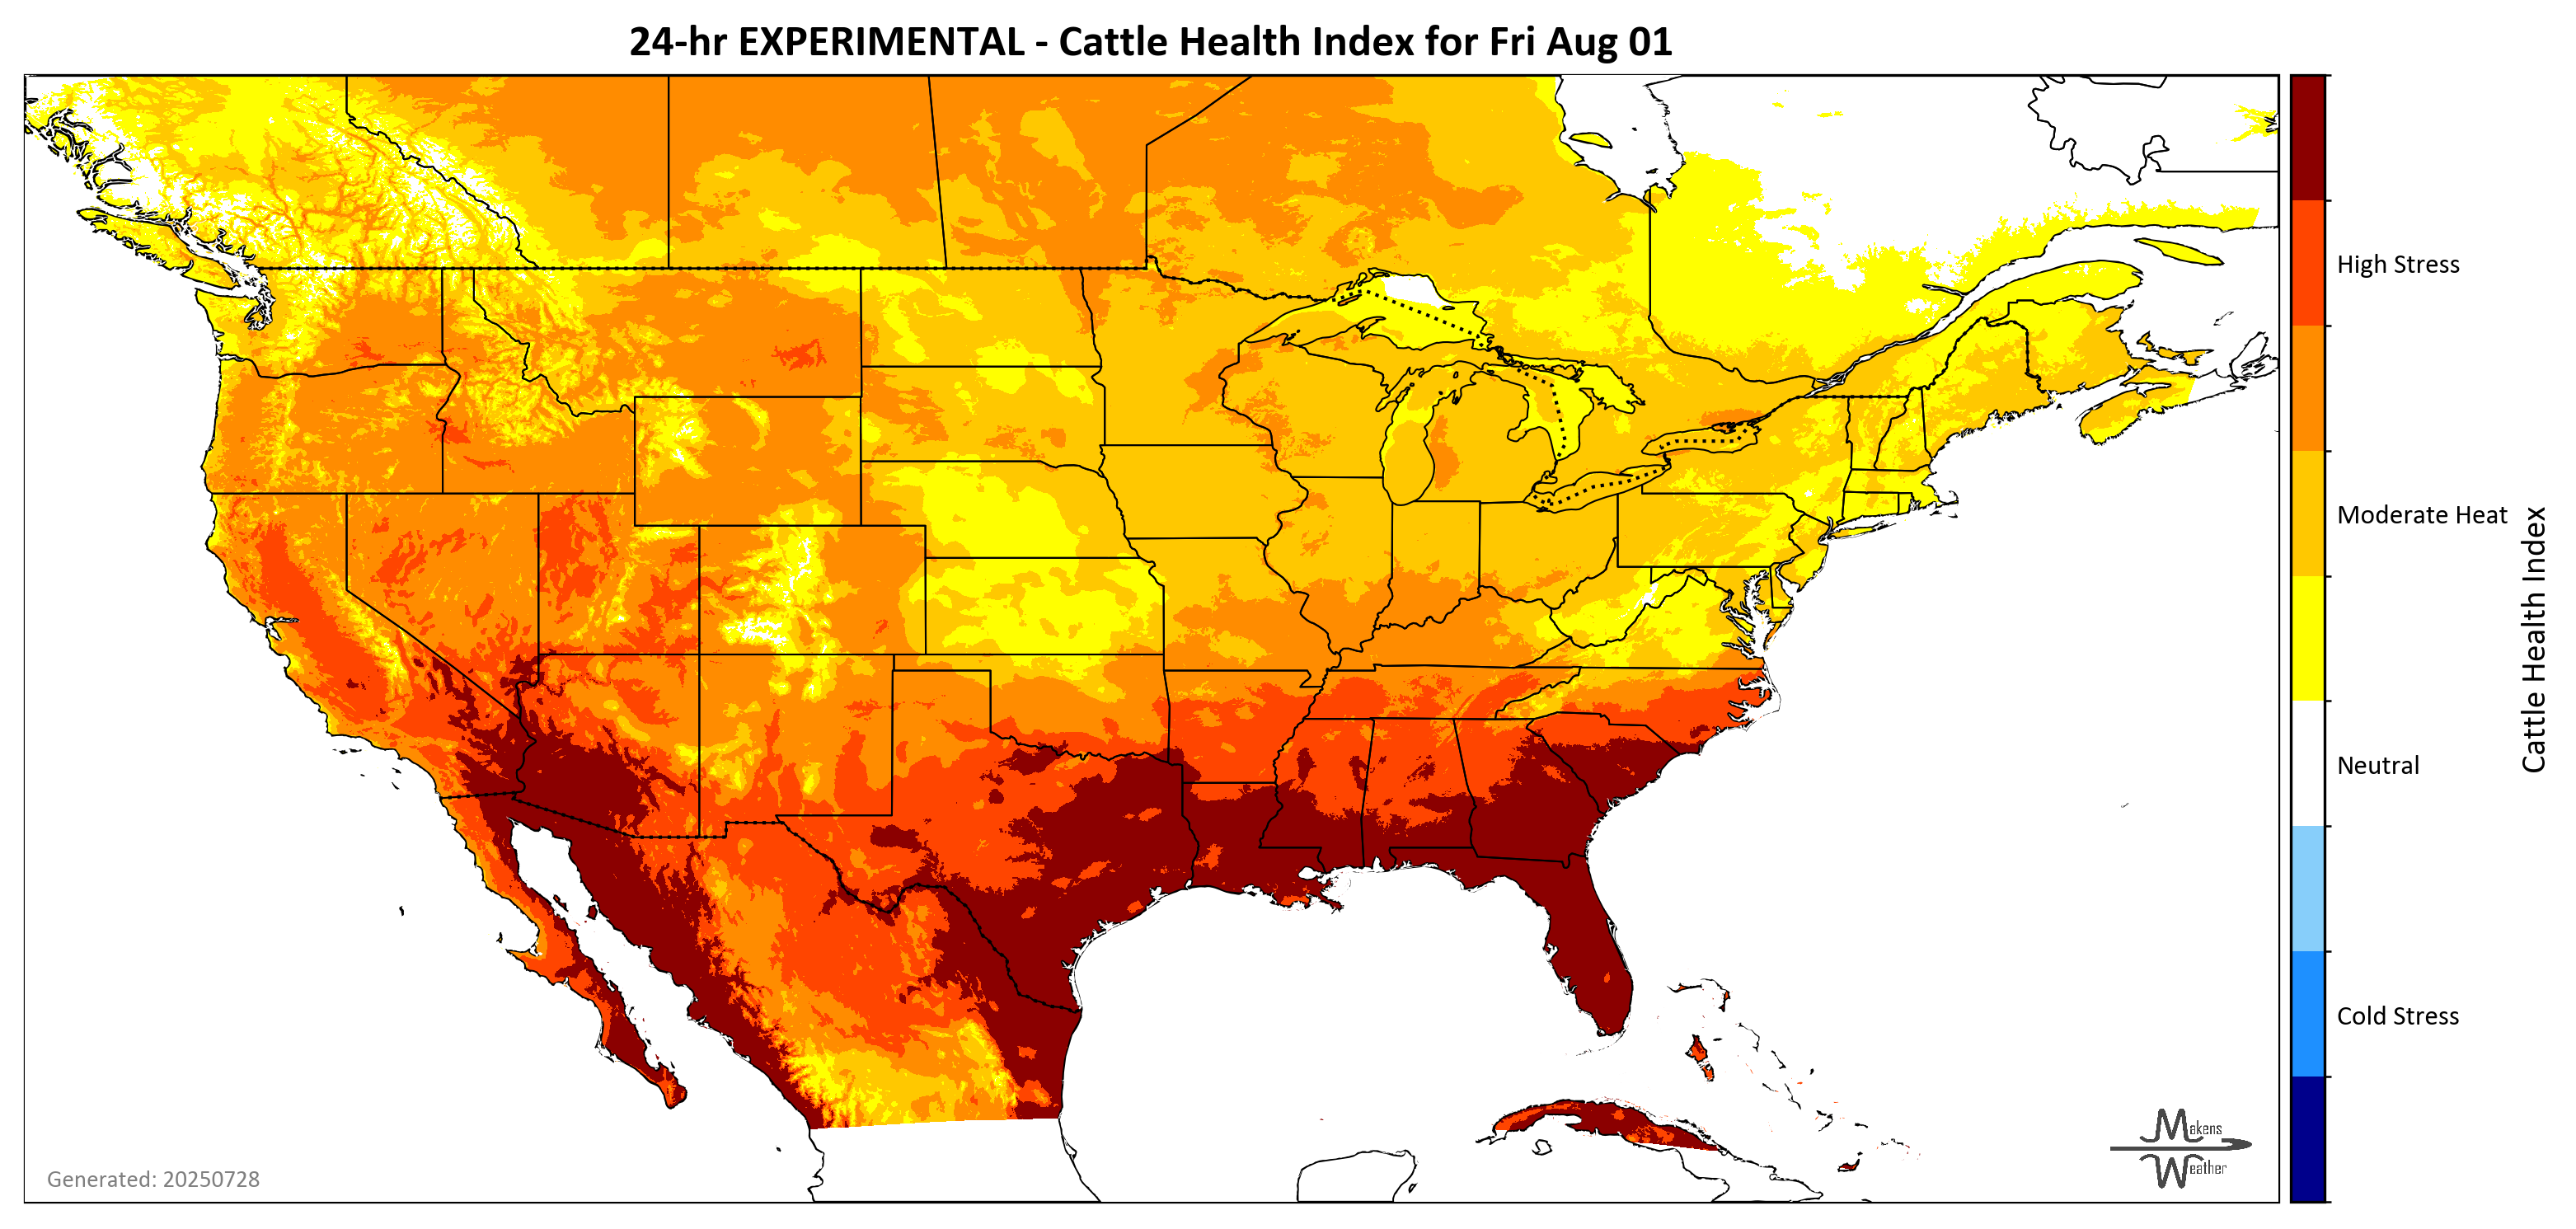 24-hr EXPERIMENTAL - Cattle Health Index for Fri Aug 01
High Stress
Moderate Heat
Neutral
Cold Stress
Cattle Health Index
Generated: 20250728
Makens
Weather